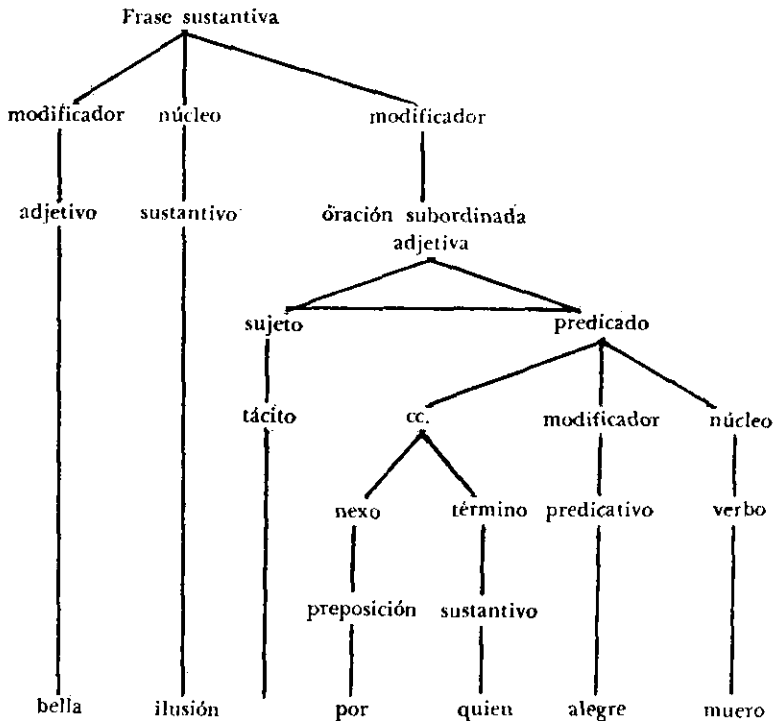 Frase sustantiva
modificador núcleo modificador
adjetivo sustantivo oración subordinada
adjetiva
sujeto predicado
tácito cc. modificador núcleo
nexo término predicativo verbo
preposición sustantivo
bella ilusión por quien alegre muero